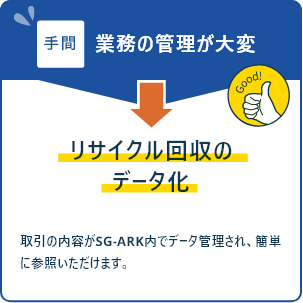 手間 業務の管理が大変
Good!
リサイクル回収の
データ化
取引の内容がSG-ARK内でデータ管理され、簡単
に参照いただけます。